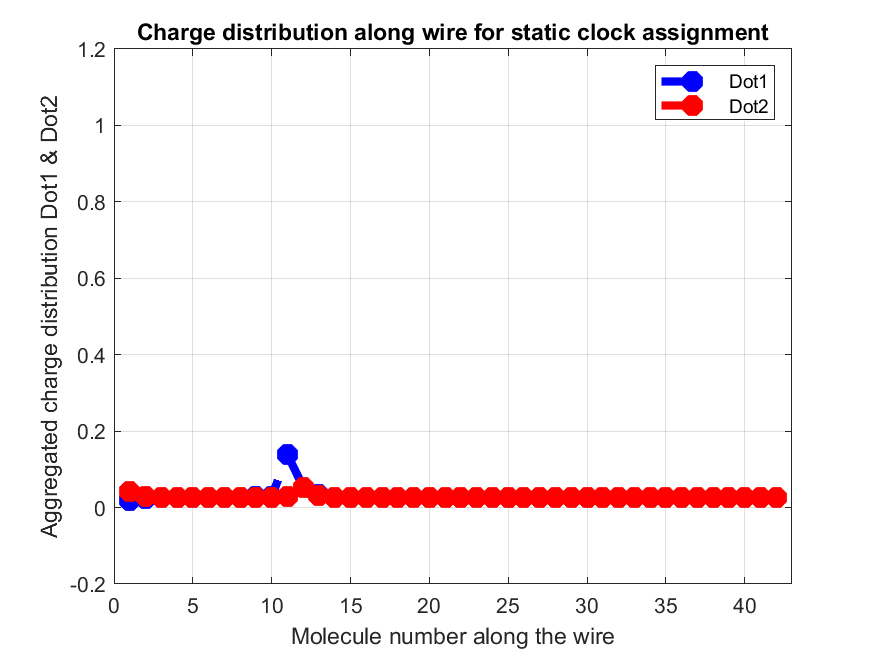 Charge distribution along wire for static clock assignment
Aggregated charge distribution Dot1 & Dot2
1.2
1
0.8
0.6
0.4
0.2
0
-0.2
Dot1
Dot2
0 5 10 15 20 25 30 35 40
Molecule number along the wire